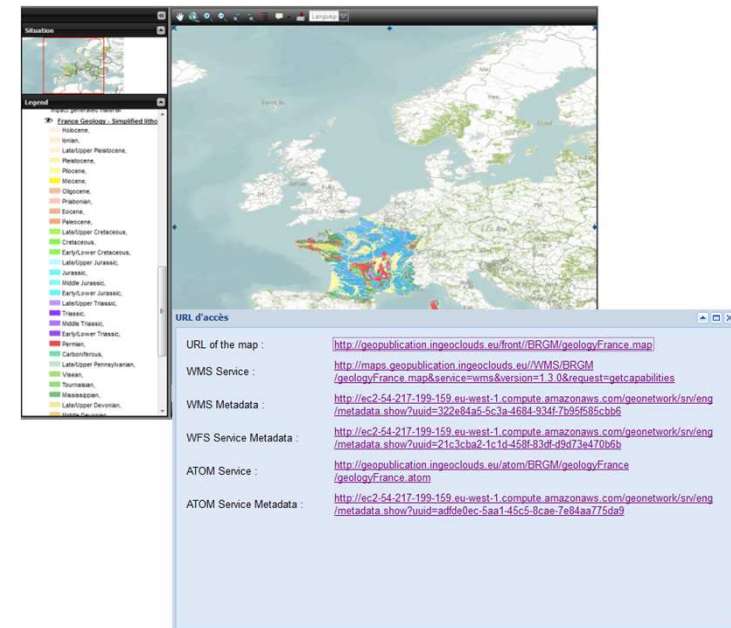 Language
Situation
Legend
Impact generated material
France Geology - Simplified litho
Holocene,
Ionian,
Late/Upper Pleistocene,
Pleistocene,
Pliocene,
Miocene,
Oligocene,
Priabonian,
Eocene,
Paleocene,
Late/Upper Cretaceous,
Cretaceous,
Early/Lower Cretaceous,
Late/Upper Jurassic,
Jurassic,
Middle Jurassic,
Early/Lower Jurassic,
Late/Upper Triassic,
Triassic,
Middle Triassic,
Early/Lower Triassic,
Permian,
Carboniferous,
Late/Upper Pennsylvanian,
Visean,
Tournaisian,
Mississippian,
Late/Upper Devonian,
Middle Devonian,
URL d'accès
URL of the map :
http://geopublication.ingeoclouds.eu/front//BRGM/geologyFrance.map
WMS Service :
http://maps.geopublication.ingeoclouds.eu//WMS/BRGM
/geologyFrance.map&service=wms&version=1.3.0&request=getcapabilities
WMS Metadata :
http://ec2-54-217-199-159.eu-west-1.compute.amazonaws.com/geonetwork/srv/eng
/metadata.show?uuid=322e84a5-5c3a-4684-934f-7b95f585cbb6
WFS Service Metadata :
http://ec2-54-217-199-159.eu-west-1.compute.amazonaws.com/geonetwork/srv/eng
/metadata.show?uuid=21c3cba2-1c1d-458f-83df-d9d73e470b6b
ATOM Service :
http://geopublication.ingeoclouds.eu/atom/BRGM/geologyFrance
/geologyFrance.atom
ATOM Service Metadata :
http://ec2-54-217-199-159.eu-west-1.compute.amazonaws.com/geonetwork/srv/eng
/metadata.show?uuid=adfde0ec-5aa1-45c5-8cae-7e84aa775da9